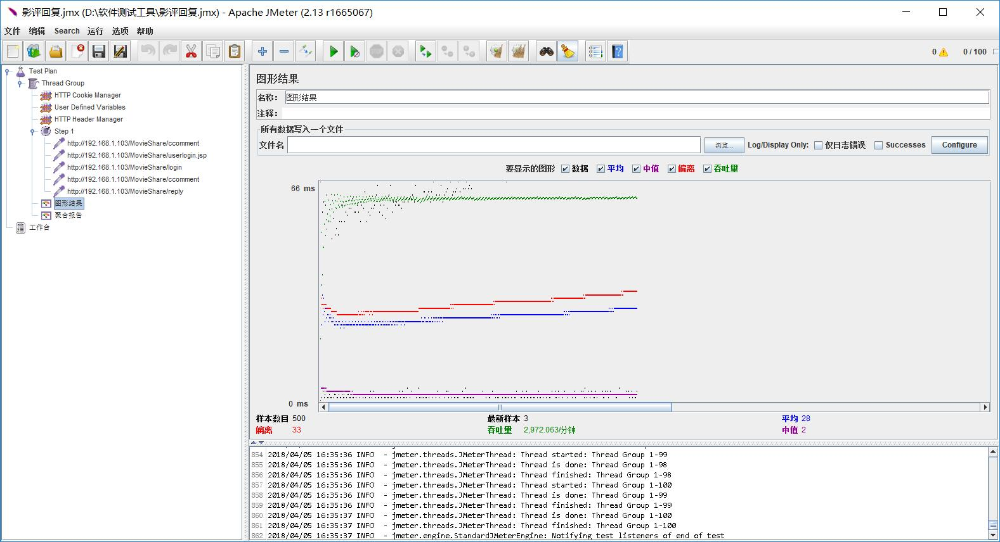 影评回复.jmx (D:\软件测试工具\影评回复.jmx) - Apache JMeter (2.13 r1665067)
文件 编辑 Search 运行 选项 帮助
0 0 / 100
Test Plan
Thread Group
HTTP Cookie Manager
User Defined Variables
HTTP Header Manager
Step 1
http://192.168.1.103/MovieShare/ccomment
http://192.168.1.103/MovieShare/userlogin.jsp
http://192.168.1.103/MovieShare/login
http://192.168.1.103/MovieShare/ccomment
http://192.168.1.103/MovieShare/reply
图形结果
聚合报告
工作台
图形结果
名称： 图形结果
注释：
所有数据写入一个文件
文件名 浏览... Log/Display Only: 仅日志错误 Successes Configure
要显示的图形 数据 平均 中值 偏离 吞吐量
66 ms
0 ms
样本数目 500 最新样本 3 平均 28
偏离 33 吞吐量 2,972.063/分钟 中值 2
854 2018/04/05 16:35:36 INFO - jmeter.threads.JMeterThread: Thread started: Thread Group 1-99
855 2018/04/05 16:35:36 INFO - jmeter.threads.JMeterThread: Thread is done: Thread Group 1-98
856 2018/04/05 16:35:36 INFO - jmeter.threads.JMeterThread: Thread finished: Thread Group 1-98
857 2018/04/05 16:35:36 INFO - jmeter.threads.JMeterThread: Thread started: Thread Group 1-100
858 2018/04/05 16:35:36 INFO - jmeter.threads.JMeterThread: Thread is done: Thread Group 1-99
859 2018/04/05 16:35:36 INFO - jmeter.threads.JMeterThread: Thread finished: Thread Group 1-99
860 2018/04/05 16:35:37 INFO - jmeter.threads.JMeterThread: Thread is done: Thread Group 1-100
861 2018/04/05 16:35:37 INFO - jmeter.threads.JMeterThread: Thread finished: Thread Group 1-100
862 2018/04/05 16:35:37 INFO - jmeter.engine.StandardJMeterEngine: Notifying test listeners of end of test